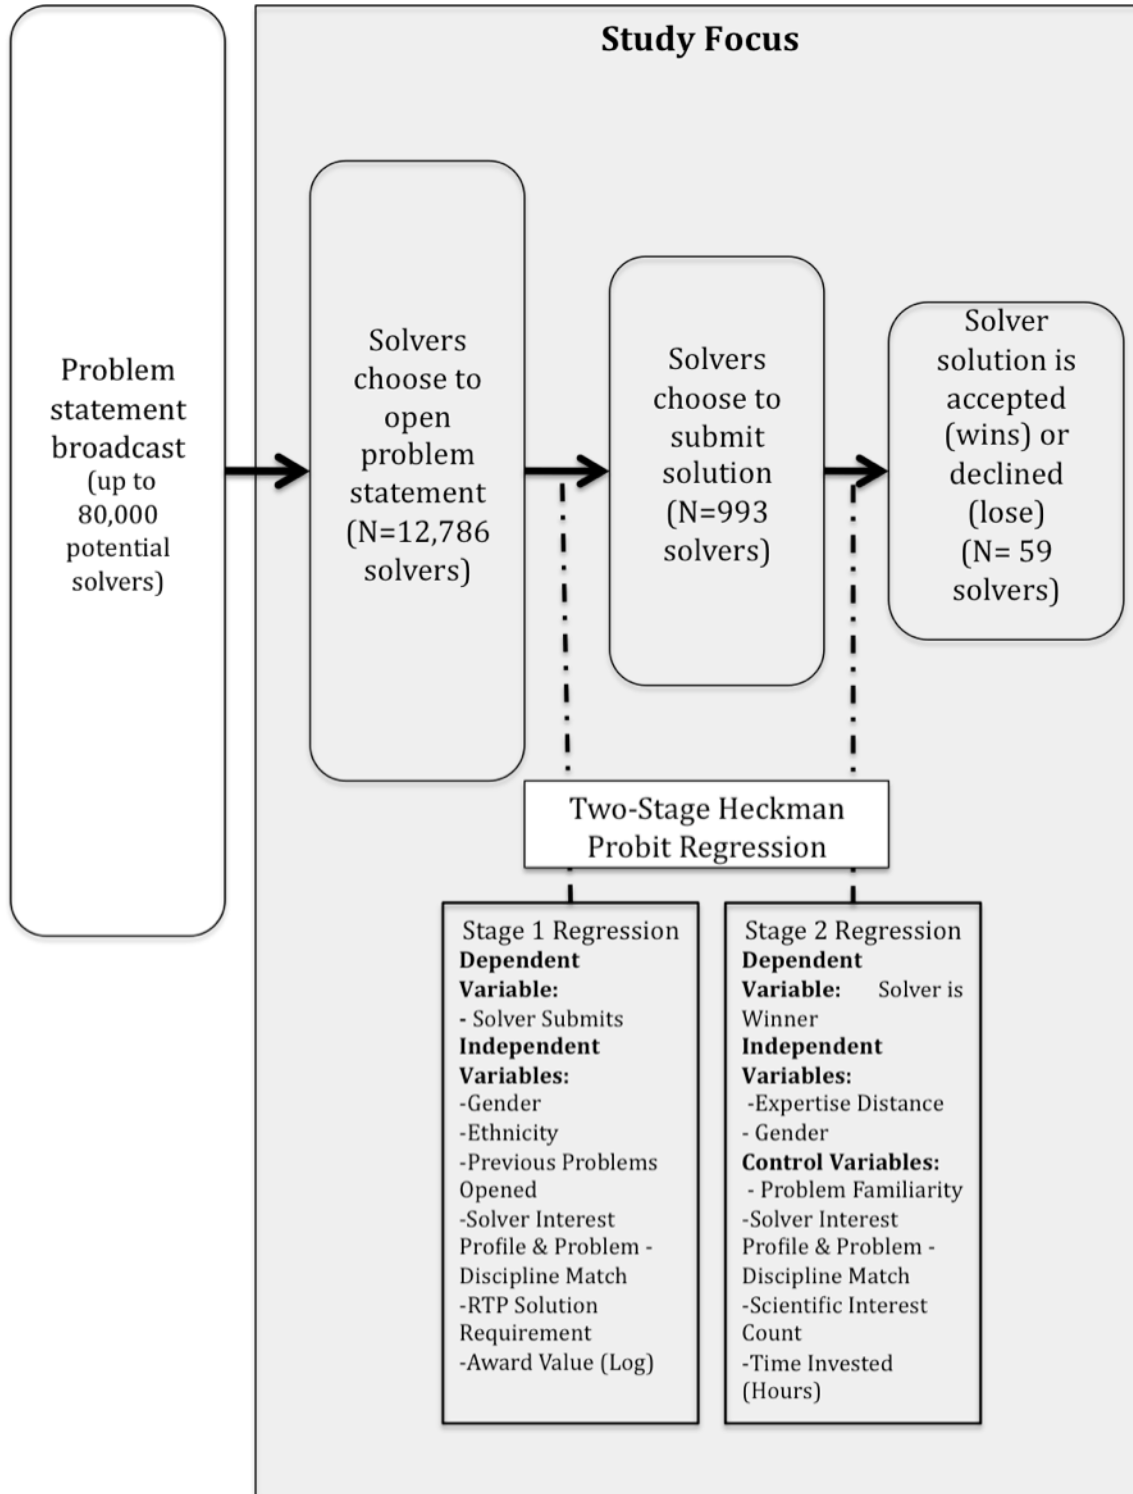 Study Focus
Problem
statement
broadcast
(up to
80,000
potential
solvers)
Solvers
choose to
open
problem
statement
(N=12,786
solvers)
Solvers
choose to
submit
solution
(N=993
solvers)
Solver
solution is
accepted
(wins) or
declined
(lose)
(N= 59
solvers)
Two-Stage Heckman
Probit Regression
Stage 1 Regression
Dependent
Variable:
- Solver Submits
Independent
Variables:
-Gender
-Ethnicity
-Previous Problems
Opened
-Solver Interest
Profile & Problem -
Discipline Match
-RTP Solution
Requirement
-Award Value (Log)
Stage 2 Regression
Dependent
Variable: Solver is
Winner
Independent
Variables:
-Expertise Distance
- Gender
Control Variables:
- Problem Familiarity
-Solver Interest
Profile & Problem -
Discipline Match
-Scientific Interest
Count
-Time Invested
(Hours)